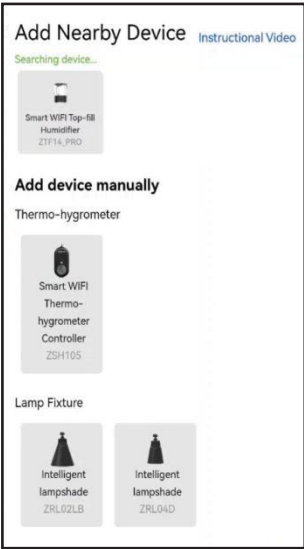 Add Nearby Device Instructional Video
Searching device...
Smart WIFI Top-fill
Humidifier
ZTF14_PRO
Add device manually
Thermo-hygrometer
Smart WIFI
Thermo-
hygrometer
Controller
ZSH105
Lamp Fixture
Intelligent
lampshade
ZRL02LB
Intelligent
lampshade
ZRL04D